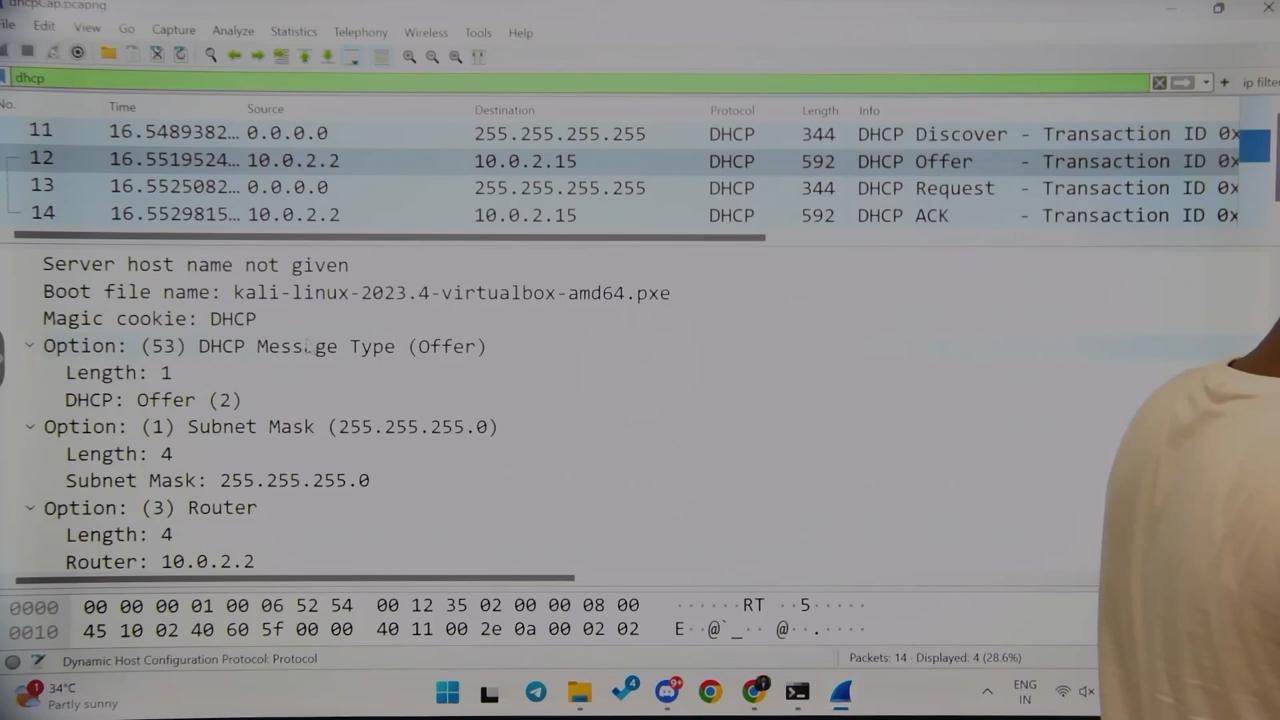 dhcpCap.pcapng
File Edit View Go Capture Analyze Statistics Telephony Wireless Tools Help
dhcp + ip filter
No. Time Source Destination Protocol Length Info
11 16.5489382… 0.0.0.0 255.255.255.255 DHCP 344 DHCP Discover - Transaction ID 0x
12 16.5519524… 10.0.2.2 10.0.2.15 DHCP 592 DHCP Offer - Transaction ID 0x
13 16.5525082… 0.0.0.0 255.255.255.255 DHCP 344 DHCP Request - Transaction ID 0x
14 16.5529815… 10.0.2.2 10.0.2.15 DHCP 592 DHCP ACK - Transaction ID 0x
Server host name not given
Boot file name: kali-linux-2023.4-virtualbox-amd64.pxe
Magic cookie: DHCP
Option: (53) DHCP Message Type (Offer)
Length: 1
DHCP: Offer (2)
Option: (1) Subnet Mask (255.255.255.0)
Length: 4
Subnet Mask: 255.255.255.0
Option: (3) Router
Length: 4
Router: 10.0.2.2
0000 00 00 00 01 00 06 52 54 00 12 35 02 00 00 08 00 ······RT ··5·····
0010 45 10 02 40 60 5f 00 00 40 11 00 2e 0a 00 02 02 E··@`_·· @··.····
Dynamic Host Configuration Protocol: Protocol Packets: 14 · Displayed: 4 (28.6%)
1 34°C
Partly sunny
4 9+ ENG
IN